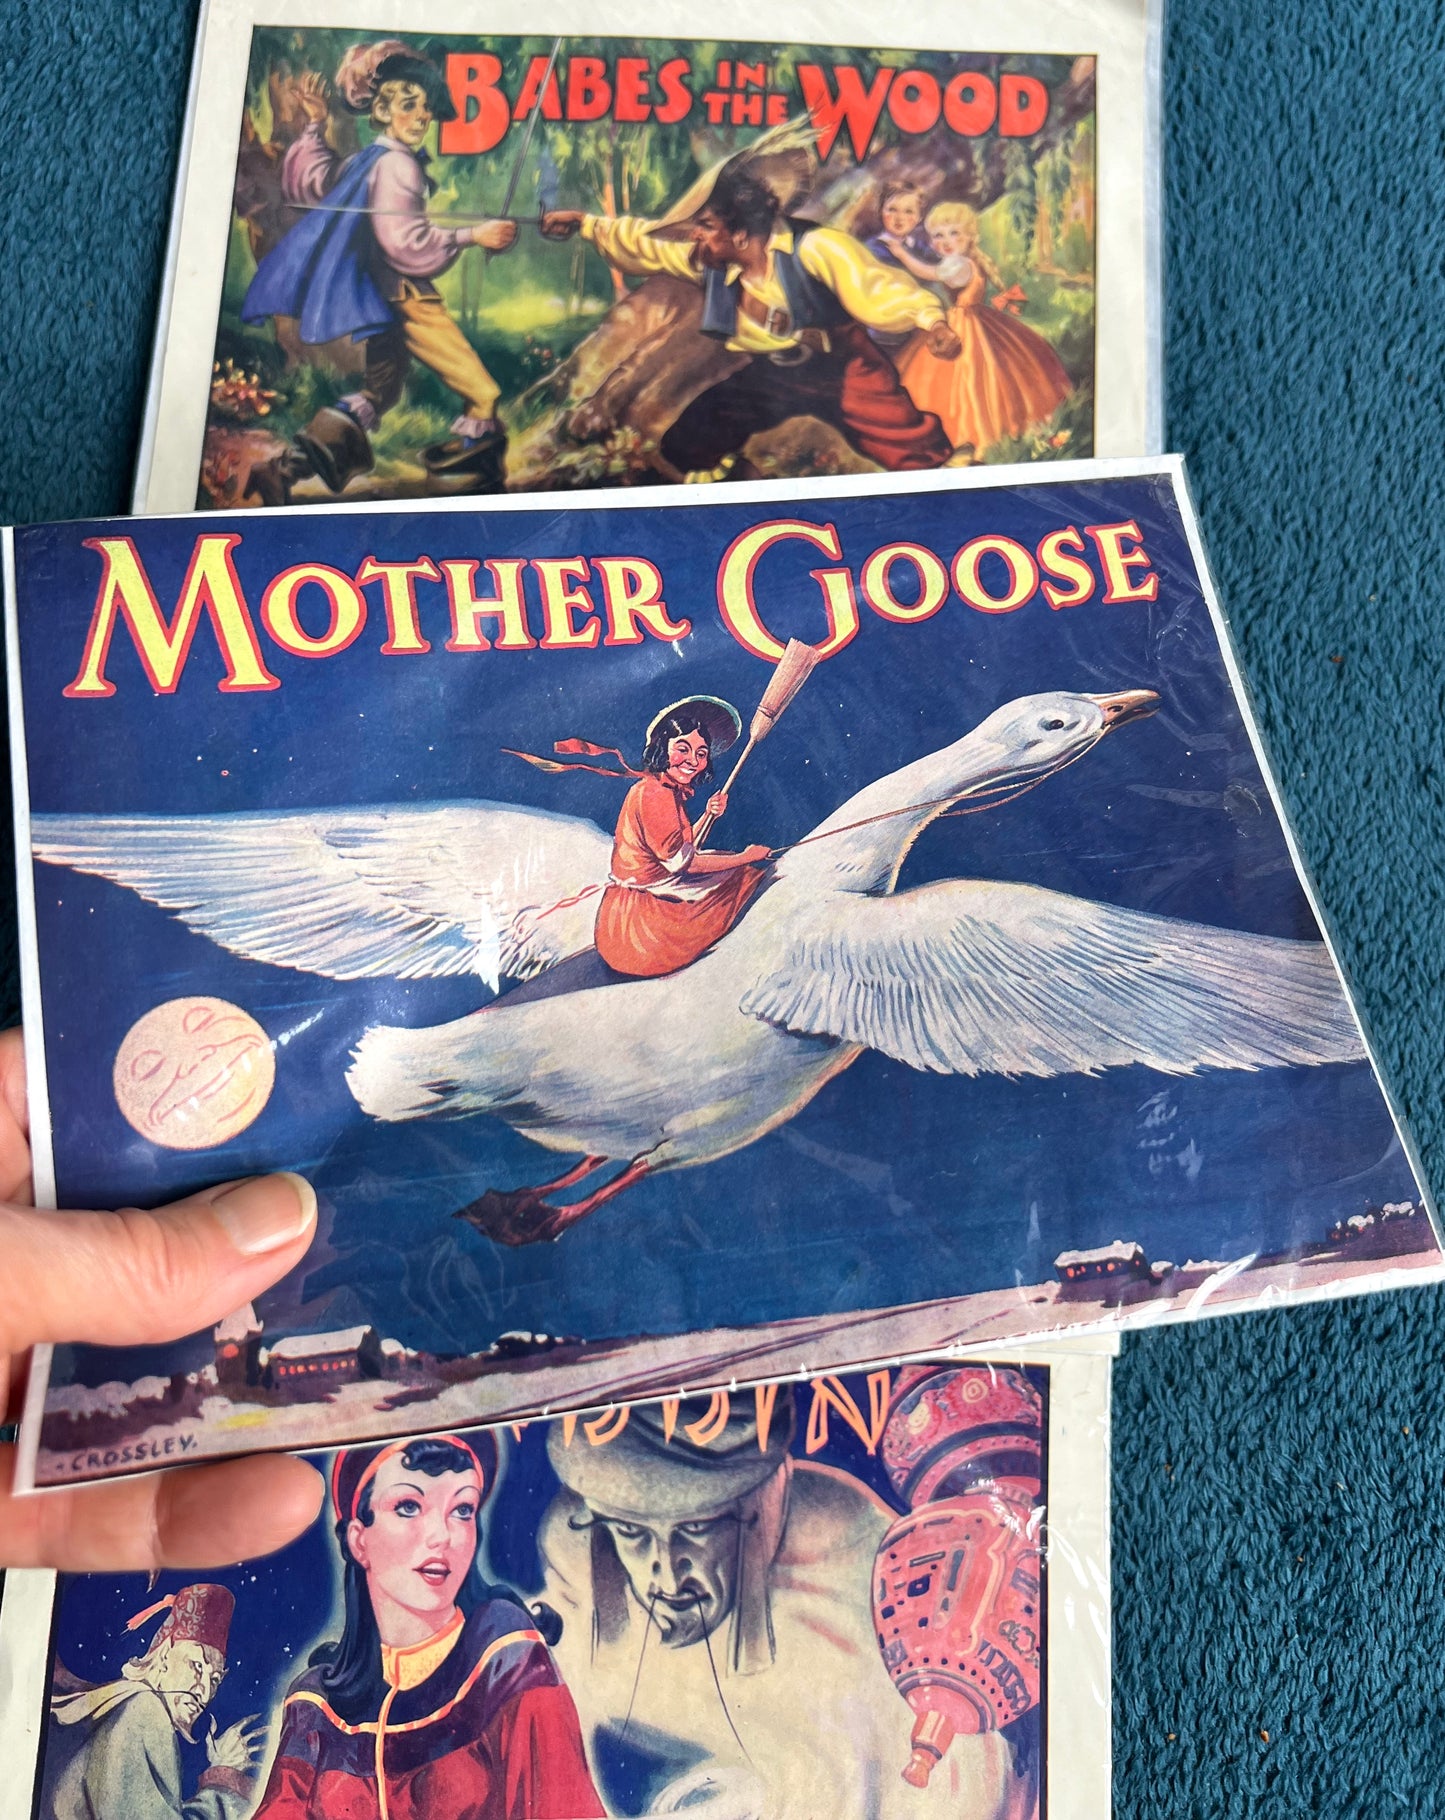 BABES IN THE WOOD
MOTHER GOOSE
CROSSLEY.